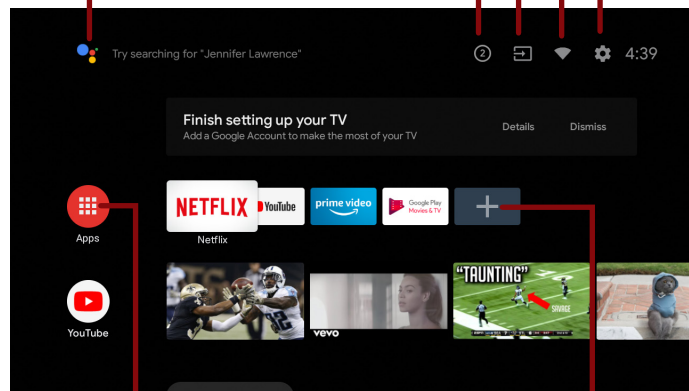 Try searching for "Jennifer Lawrence"
2
4:39
Finish setting up your TV
Add a Google Account to make the most of your TV
Details
Dismiss
NETFLIX
YouTube
prime video
Google Play
Movies & TV
Apps
Netflix
"TAUNTING"
SAVAGE
32
vevo
YouTube